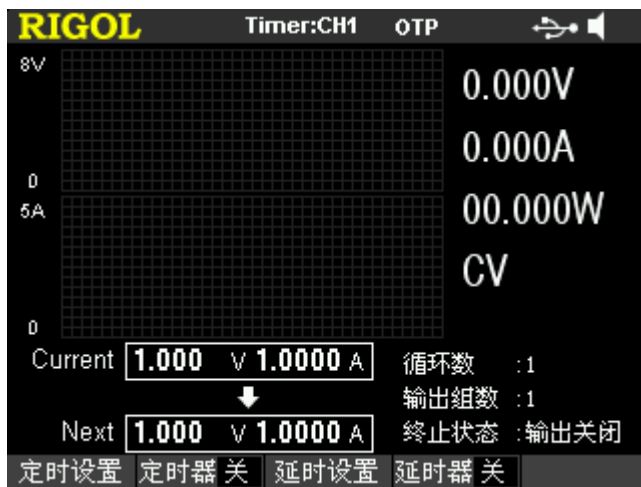 RIGOL Timer:CH1 OTP
8V
0.000V
0.000A
0
5A
00.000W
CV
0
Current 1.000 V 1.0000 A
循环数 :1
输出组数 :1
Next 1.000 V 1.0000 A
终止状态 :输出关闭
定时设置 定时器 关 延时设置 延时器 关